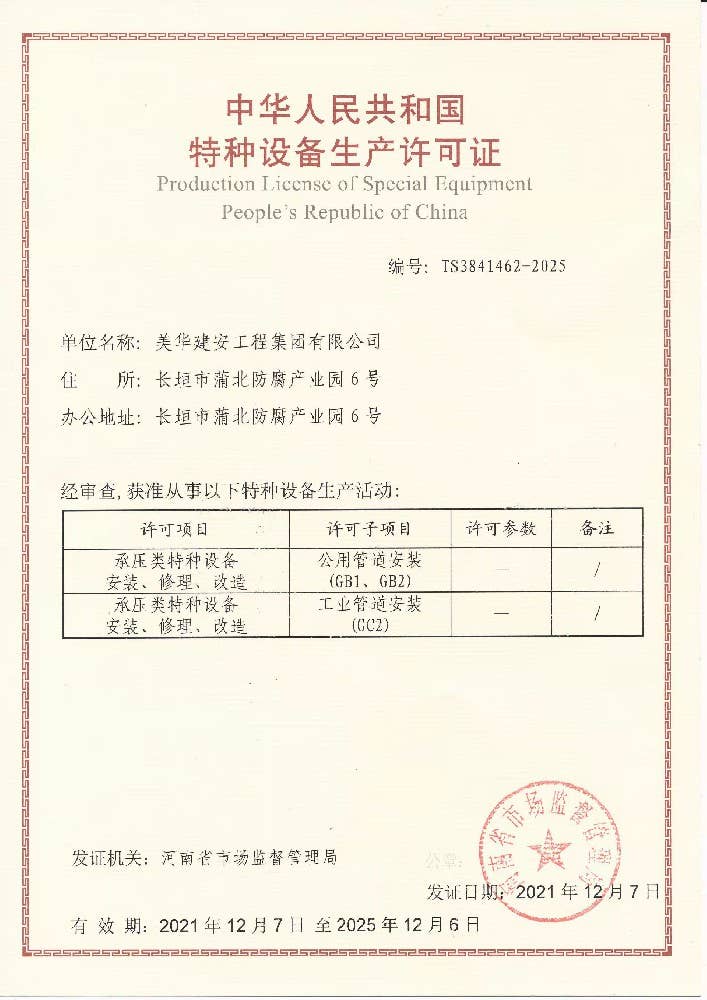 中华人民共和国
特种设备生产许可证
Production License of Special Equipment
People's Republic of China
编号: TS3841462-2025
单位名称: 美华建安工程集团有限公司
住 所: 长垣市蒲北防腐产业园6号
办公地址: 长垣市蒲北防腐产业园6号
经审查,获准从事以下特种设备生产活动:
许可项目 许可子项目 许可参数 备注
承压类特种设备 公用管道安装
安装、修理、改造 (GB1、GB2) — /
承压类特种设备 工业管道安装
安装、修理、改造 (GC2) — /
河南省市场监督管理局
发证机关: 河南省市场监督管理局 公章:
发证日期: 2021年12月7日
有 效 期: 2021年12月7日 至2025年12月6日